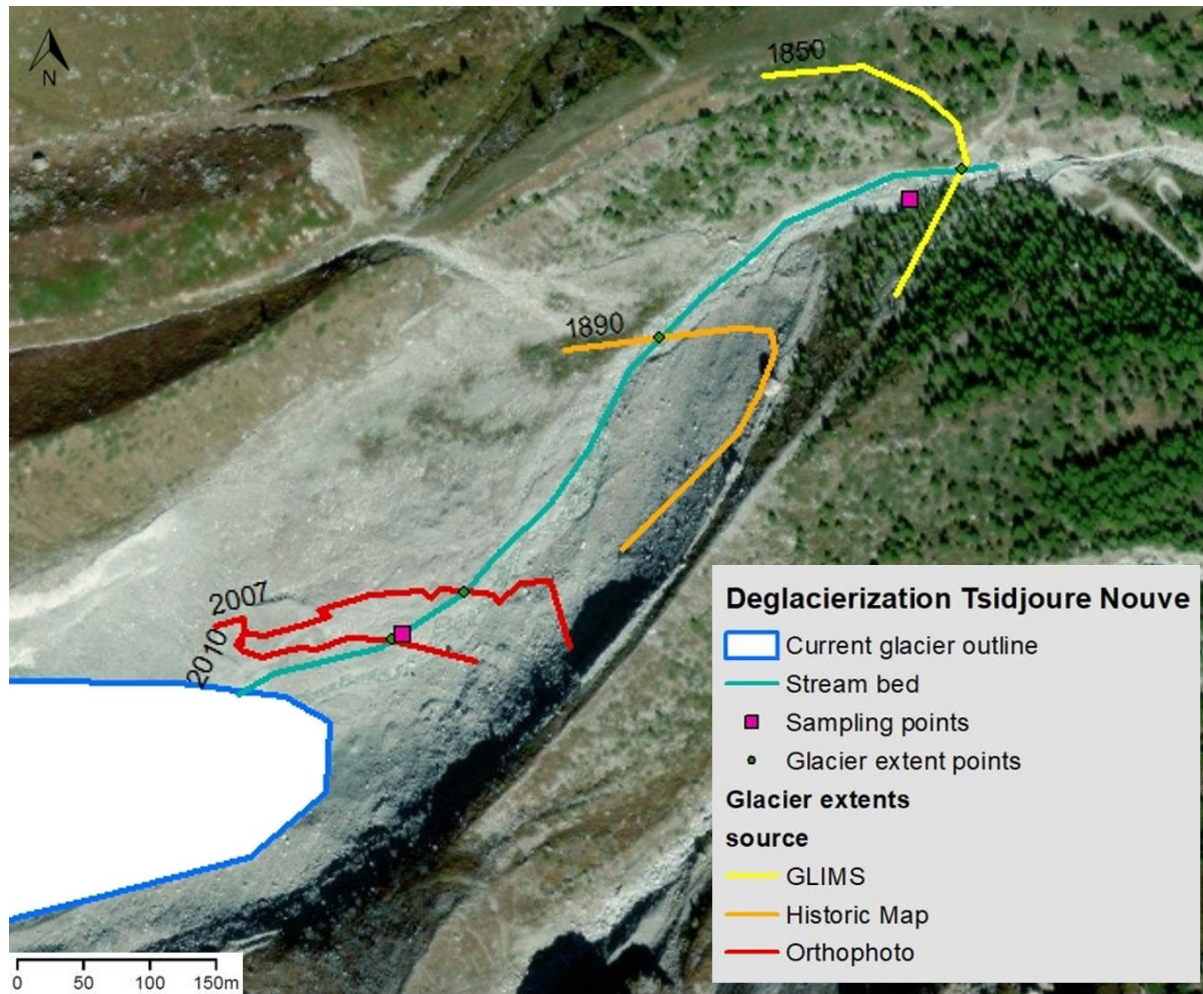 N
1850
1890
2007
2010
Deglacierization Tsidjoure Nouve
Current glacier outline
Stream bed
Sampling points
Glacier extent points
Glacier extents
source
GLIMS
Historic Map
Orthophoto
0 50 100 150m